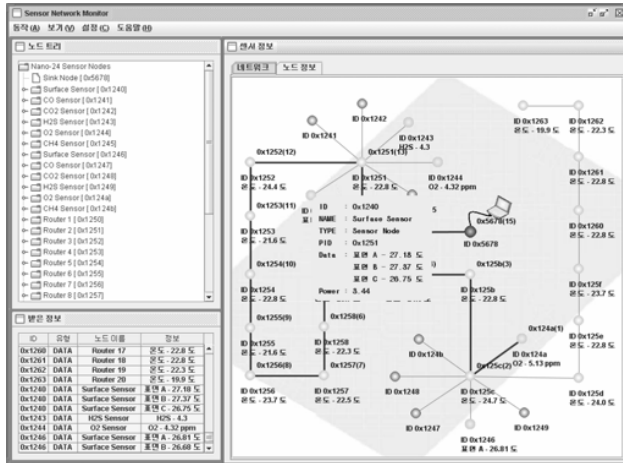 Sensor Network Monitor
동작(A) 보기(V) 설정(C) 도움말(H)
노드 트리
Nano-24 Sensor Nodes
Sink Node [0x5678]
Surface Sensor [0x1240]
CO Sensor [0x1241]
CO2 Sensor [0x1242]
H2S Sensor [0x1243]
O2 Sensor [0x1244]
CH4 Sensor [0x1245]
Surface Sensor [0x1246]
CO Sensor [0x1247]
CO2 Sensor [0x1248]
H2S Sensor [0x1249]
O2 Sensor [0x124a]
CH4 Sensor [0x124b]
Router 1 [0x1250]
Router 2 [0x1251]
Router 3 [0x1252]
Router 4 [0x1253]
Router 5 [0x1254]
Router 6 [0x1255]
Router 7 [0x1256]
Router 8 [0x1257]
받은 정보
ID 유형 노드 이름 정보
0x1260 DATA Router 17 온도 - 22.8 도
0x1261 DATA Router 18 온도 - 22.8 도
0x1262 DATA Router 19 온도 - 22.3 도
0x1263 DATA Router 20 온도 - 19.9 도
0x1240 DATA Surface Sensor 표면 A - 27.18 도
0x1240 DATA Surface Sensor 표면 B - 27.37 도
0x1240 DATA Surface Sensor 표면 C - 26.75 도
0x1243 DATA H2S Sensor H2S - 4.3
0x1244 DATA O2 Sensor O2 - 4.32 ppm
0x1246 DATA Surface Sensor 표면 A - 26.81 도
0x1246 DATA Surface Sensor 표면 B - 26.68 도
센서 정보
네트워크 노드 정보
ID 0x1242
ID 0x1241
ID 0x1243
H2S - 4.3
ID 0x1263
온도 - 19.9 도
ID 0x1262
온도 - 22.3 도
0x1252(12)
0x1251(13)
ID 0x1252
온도 - 24.4 도
ID 0x1251
온도 - 22.8 도
ID 0x1244
O2 - 4.32 ppm
ID 0x1261
온도 - 22.8 도
0x1253(11)
ID 0x1253
온도 - 21.6 도
ID : 0x1240
NAME : Surface Sensor
TYPE : Sensor Node
PID : 0x1251
Data : 표면 A - 27.18 도
표면 B - 27.37 도
표면 C - 26.75 도
Power : 3.44
0x5678(15)
ID 0x5678
ID 0x1260
온도 - 22.8 도
0x1254(10)
ID 0x1254
온도 - 22.8 도
0x125b(3)
ID 0x125b
온도 - 22.8 도
ID 0x125f
온도 - 23.7 도
0x1255(9)
ID 0x1255
온도 - 21.6 도
0x1258(6)
ID 0x1258
온도 - 22.3 도
0x124a(1)
ID 0x124a
O2 - 5.13 ppm
ID 0x125e
온도 - 22.8 도
ID 0x124b
0x1256(8)
ID 0x1256
온도 - 23.7 도
0x1257(7)
ID 0x1257
온도 - 22.5 도
0x125c(2)
ID 0x125c
온도 - 24.7 도
ID 0x1248
ID 0x125d
온도 - 24.0 도
ID 0x1247
ID 0x1249
ID 0x1246
표면 A - 26.81 도